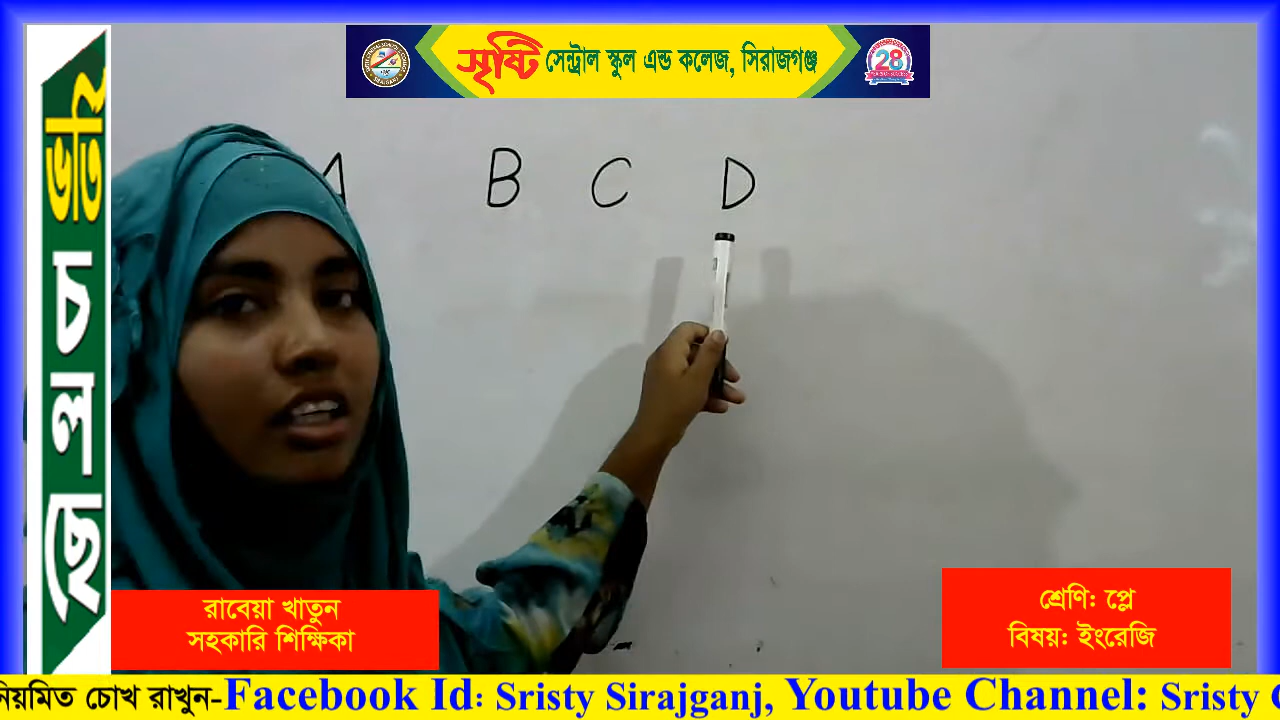 সৃষ্টি সেন্ট্রাল স্কুল এন্ড কলেজ, সিরাজগঞ্জ
28
ভর্তি চলছে
A B C D
রাবেয়া খাতুন
সহকারি শিক্ষিকা
শ্রেণি: প্লে
বিষয়: ইংরেজি
নিয়মিত চোখ রাখুন-Facebook Id: Sristy Sirajganj, Youtube Channel: Sristy